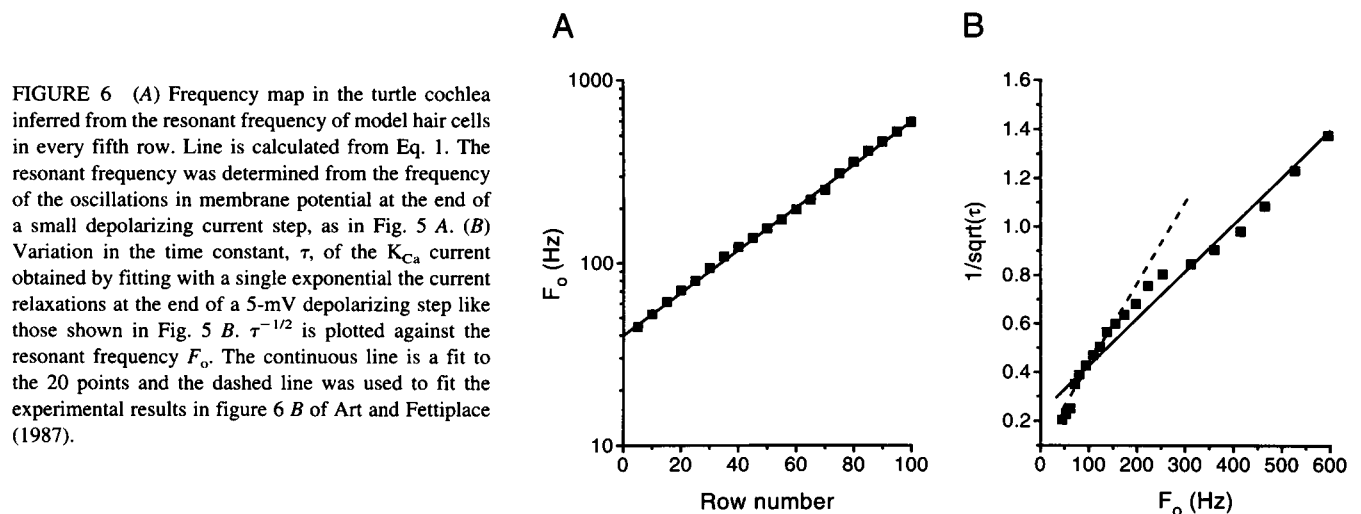 FIGURE 6 (A) Frequency map in the turtle cochlea
inferred from the resonant frequency of model hair cells
in every fifth row. Line is calculated from Eq. 1. The
resonant frequency was determined from the frequency
of the oscillations in membrane potential at the end of
a small depolarizing current step, as in Fig. 5 A. (B)
Variation in the time constant, τ, of the K_Ca current
obtained by fitting with a single exponential the current
relaxations at the end of a 5-mV depolarizing step like
those shown in Fig. 5 B. τ^−1/2 is plotted against the
resonant frequency F_o. The continuous line is a fit to
the 20 points and the dashed line was used to fit the
experimental results in figure 6 B of Art and Fettiplace
(1987).
A
F_o (Hz)
1000
100
10
0 20 40 60 80 100
Row number
B
1/sqrt(τ)
1.6
1.4
1.2
1.0
0.8
0.6
0.4
0.2
0 100 200 300 400 500 600
F_o (Hz)